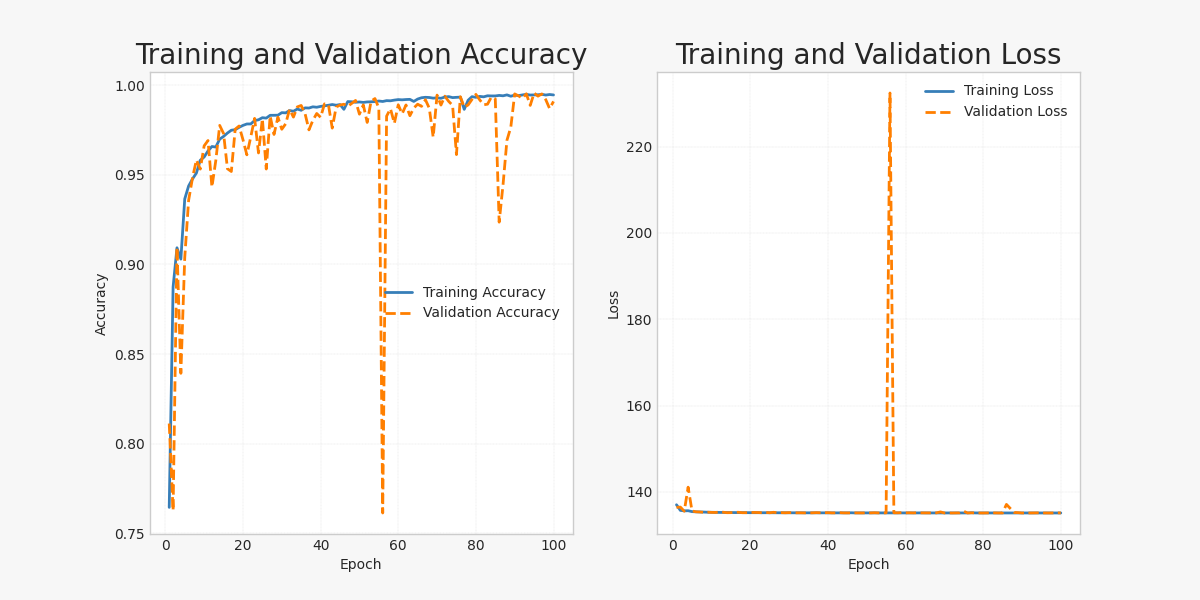 Training and Validation Accuracy
1.00
0.95
0.90
0.85
0.80
0.75
Accuracy
0
20
40
60
80
100
Epoch
Training Accuracy
Validation Accuracy
Training and Validation Loss
220
200
180
160
140
Loss
0
20
40
60
80
100
Epoch
Training Loss
Validation Loss